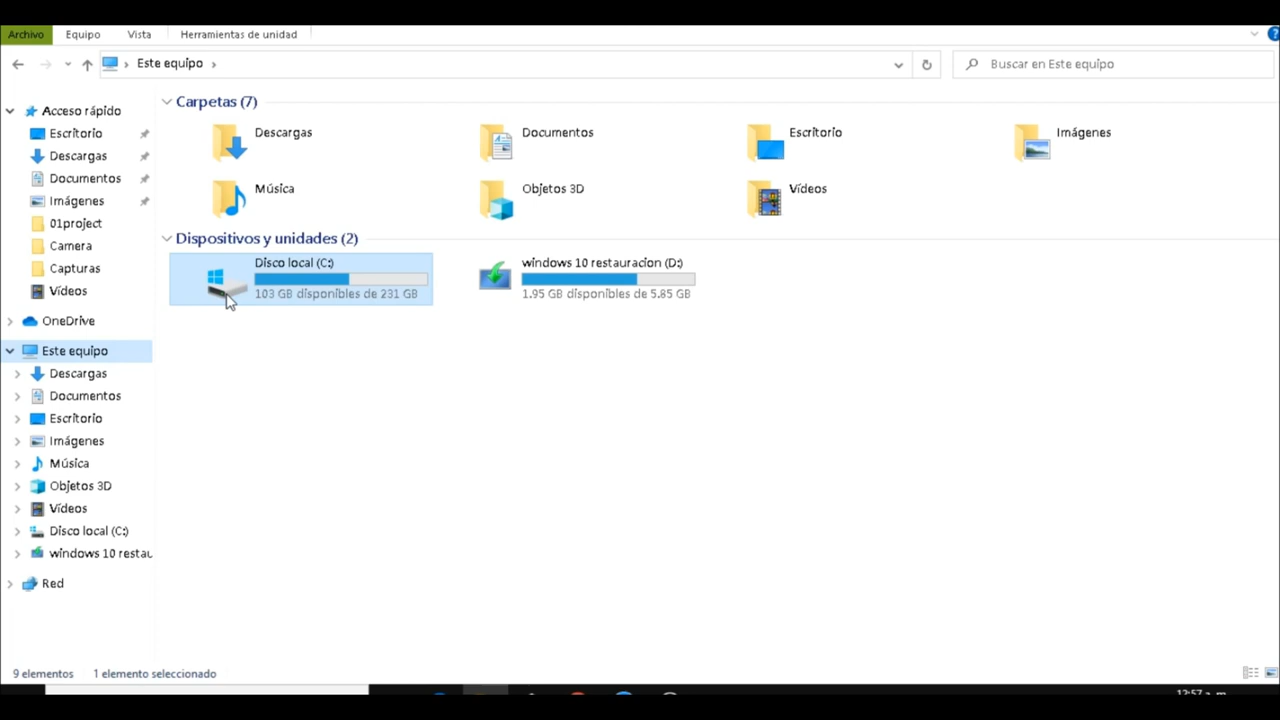 Archivo Equipo Vista Herramientas de unidad
Este equipo
Buscar en Este equipo
Acceso rápido
Escritorio
Descargas
Documentos
Imágenes
01project
Camera
Capturas
Vídeos
OneDrive
Este equipo
Descargas
Documentos
Escritorio
Imágenes
Música
Objetos 3D
Vídeos
Disco local (C:)
windows 10 restau
Red
Carpetas (7)
Descargas Documentos Escritorio Imágenes
Música Objetos 3D Vídeos
Dispositivos y unidades (2)
Disco local (C:)
103 GB disponibles de 231 GB
windows 10 restauracion (D:)
1.95 GB disponibles de 5.85 GB
9 elementos 1 elemento seleccionado